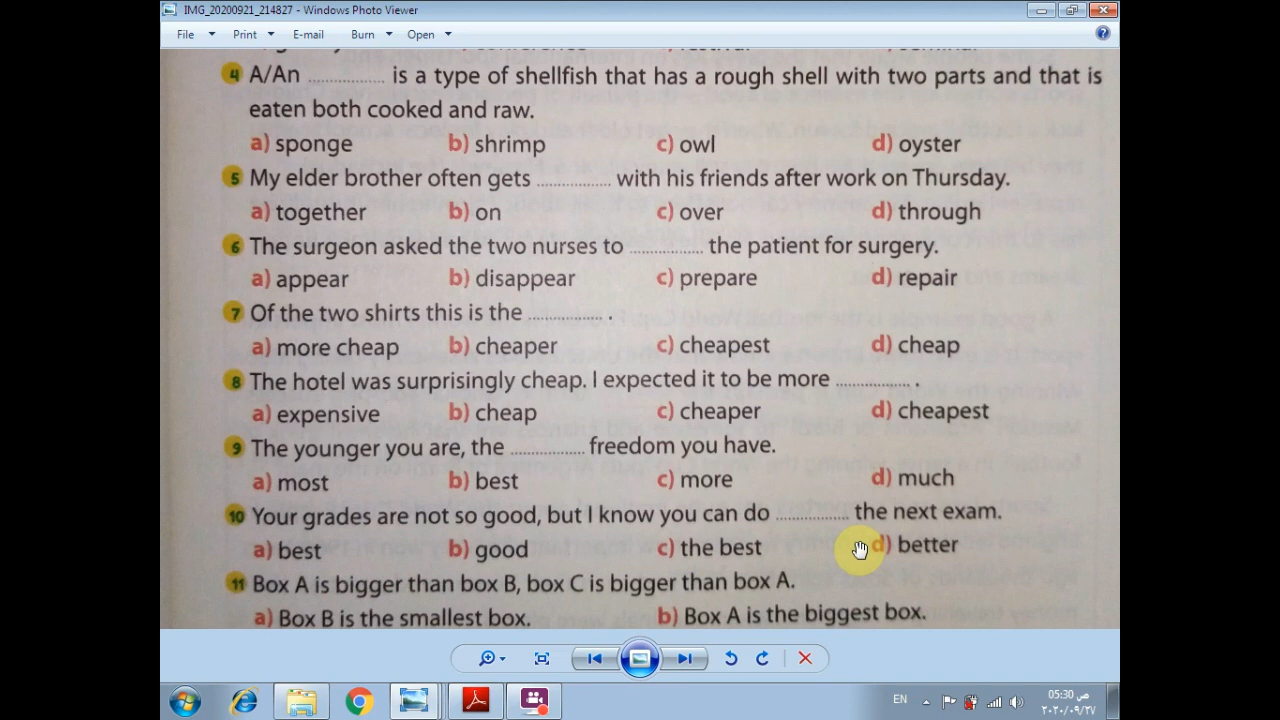 IMG_20200921_214827 - Windows Photo Viewer
File Print E-mail Burn Open
4 A/An ............ is a type of shellfish that has a rough shell with two parts and that is
eaten both cooked and raw.
a) sponge b) shrimp c) owl d) oyster
5 My elder brother often gets ............ with his friends after work on Thursday.
a) together b) on c) over d) through
6 The surgeon asked the two nurses to ............ the patient for surgery.
a) appear b) disappear c) prepare d) repair
7 Of the two shirts this is the ............ .
a) more cheap b) cheaper c) cheapest d) cheap
8 The hotel was surprisingly cheap. I expected it to be more ............ .
a) expensive b) cheap c) cheaper d) cheapest
9 The younger you are, the ............ freedom you have.
a) most b) best c) more d) much
10 Your grades are not so good, but I know you can do ............ the next exam.
a) best b) good c) the best d) better
11 Box A is bigger than box B, box C is bigger than box A.
a) Box B is the smallest box. b) Box A is the biggest box.
EN
05:30 ص
٢٠٢٠/٠٩/٢٧